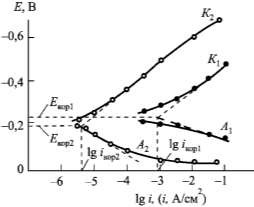 E, В
–0,6
–0,4
–0,2
0
K₂
K₁
A₁
A₂
Eкор1
Eкор2
lg iкор2
lg iкор1
–6 –5 –4 –3 –2 –1
lg i, (i, А/см²)